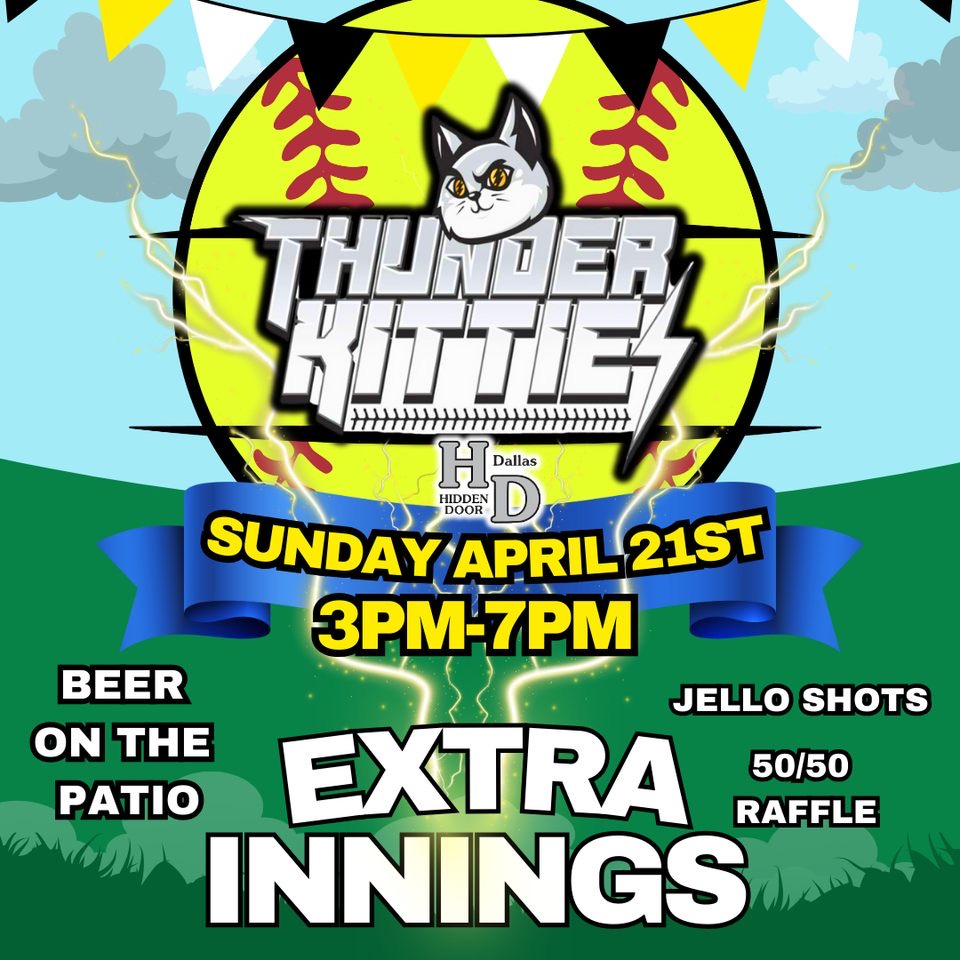 THUNDER
KITTIES
H Dallas
HIDDEN
DOOR D
SUNDAY APRIL 21ST
3PM-7PM
BEER
ON THE
PATIO
JELLO SHOTS
50/50
RAFFLE
EXTRA
INNINGS